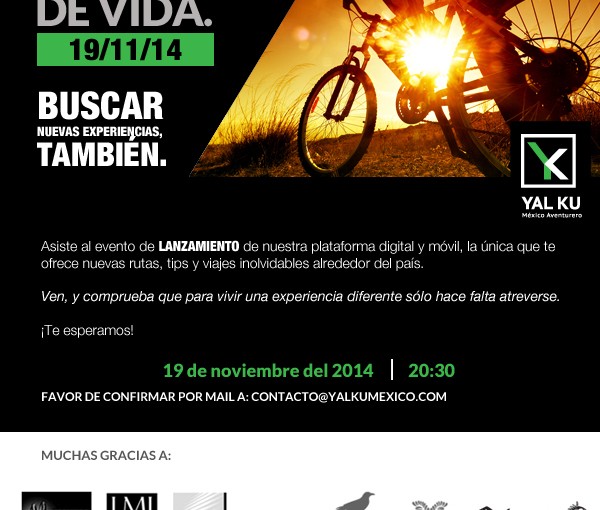 DE VIDA.
19/11/14
BUSCAR
NUEVAS EXPERIENCIAS,
TAMBIÉN.
YAL KU
México Aventurero
Asiste al evento de LANZAMIENTO de nuestra plataforma digital y móvil, la única que te
ofrece nuevas rutas, tips y viajes inolvidables alrededor del país.
Ven, y comprueba que para vivir una experiencia diferente sólo hace falta atreverse.
¡Te esperamos!
19 de noviembre del 2014 | 20:30
FAVOR DE CONFIRMAR POR MAIL A: CONTACTO@YALKUMEXICO.COM
MUCHAS GRACIAS A: